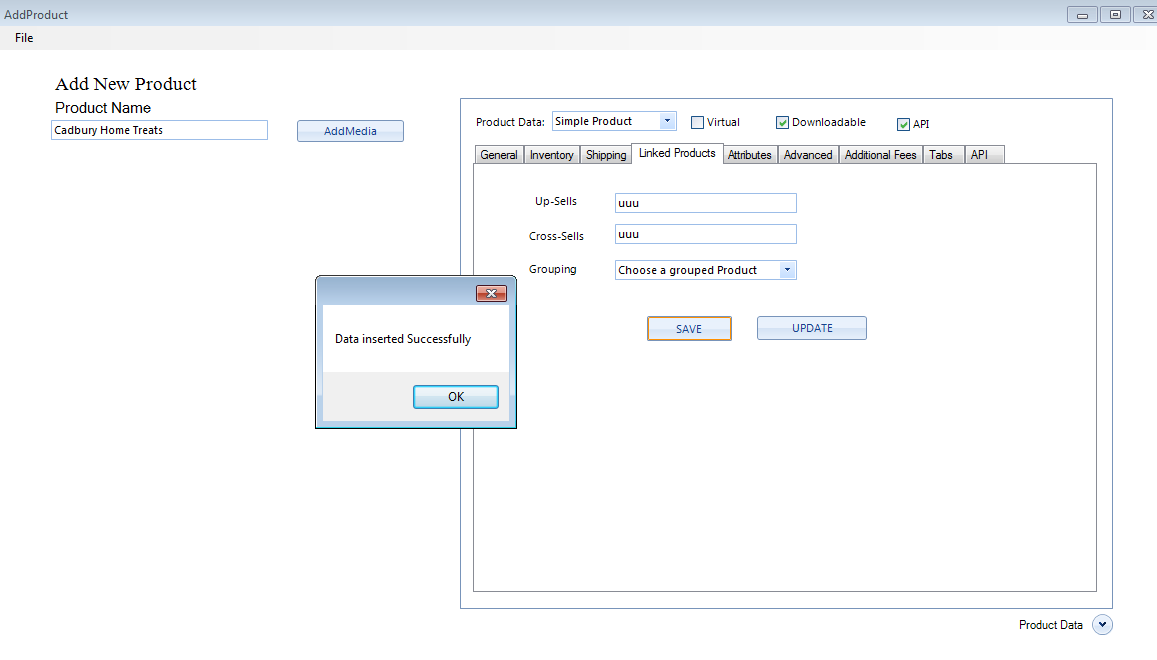 AddProduct
File
Add New Product
Product Name
Cadbury Home Treats
AddMedia
Product Data: Simple Product Virtual Downloadable API
General Inventory Shipping Linked Products Attributes Advanced Additional Fees Tabs API
Up-Sells uuu
Cross-Sells uuu
Grouping Choose a grouped Product
SAVE UPDATE
Data inserted Successfully
OK
Product Data